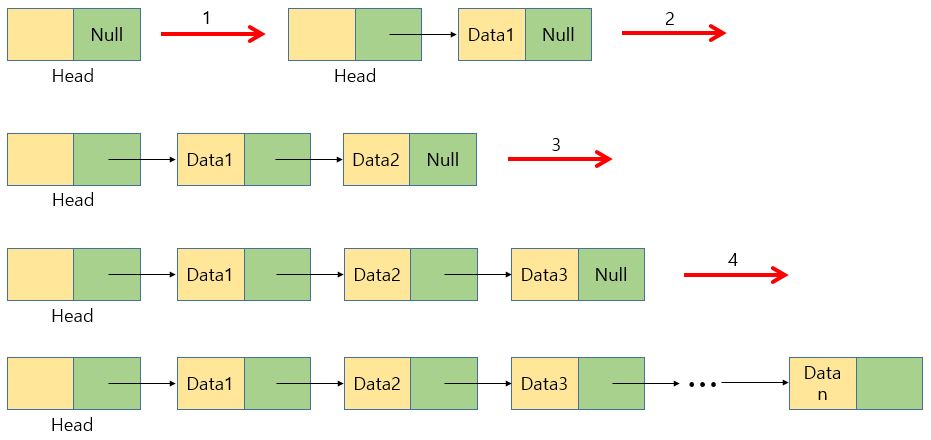 Null
1
2
Data1
Null
Head
Head
3
Data1
Data2
Null
Head
4
Data1
Data2
Data3
Null
Head
Data1
Data2
Data3
...
Data
n
Head